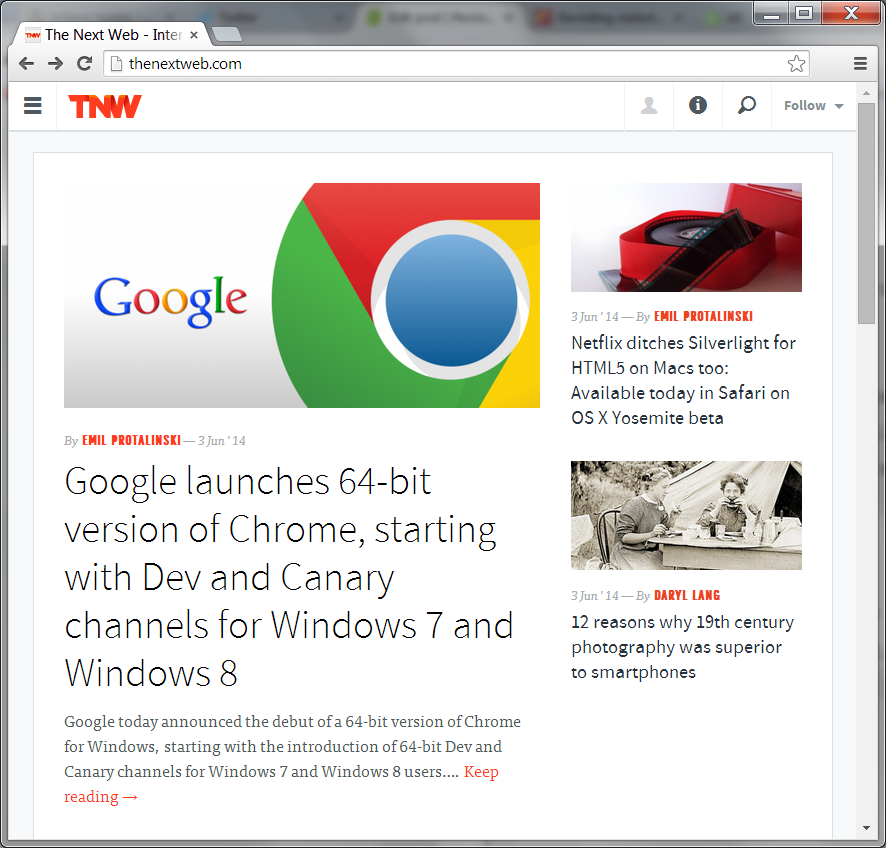 The Next Web - Inter
thenextweb.com
TNW
Follow
Google
By EMIL PROTALINSKI — 3 Jun '14
Google launches 64-bit
version of Chrome, starting
with Dev and Canary
channels for Windows 7 and
Windows 8
Google today announced the debut of a 64-bit version of Chrome
for Windows, starting with the introduction of 64-bit Dev and
Canary channels for Windows 7 and Windows 8 users.... Keep
reading →
3 Jun '14 — By EMIL PROTALINSKI
Netflix ditches Silverlight for
HTML5 on Macs too:
Available today in Safari on
OS X Yosemite beta
3 Jun '14 — By DARYL LANG
12 reasons why 19th century
photography was superior
to smartphones